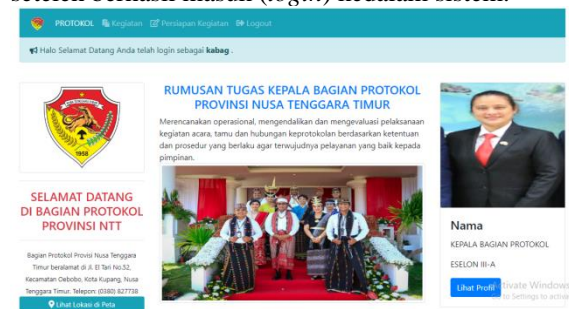 setelah berhasil masuk (login) kedalam sistem.
PROTOKOL Kegiatan Persiapan Kegiatan Logout
Halo Selamat Datang Anda telah login sebagai kabag .
1958
SELAMAT DATANG
DI BAGIAN PROTOKOL
PROVINSI NTT
Bagian Protokol Provisi Nusa Tenggara
Timur beralamat di Jl. El Tari No.52,
Kecamatan Oebobo, Kota Kupang, Nusa
Tenggara Timur. Telepon: (0380) 827738
Lihat Lokasi di Peta
RUMUSAN TUGAS KEPALA BAGIAN PROTOKOL
PROVINSI NUSA TENGGARA TIMUR
Merencanakan operasional, mengendalikan dan mengevaluasi pelaksanaan
kegiatan acara, tamu dan hubungan keprotokolan berdasarkan ketentuan
dan prosedur yang berlaku agar terwujudnya pelayanan yang baik kepada
pimpinan.
Nama
KEPALA BAGIAN PROTOKOL
ESELON III-A
Lihat Profil
Activate Windows
Go to Settings to activ